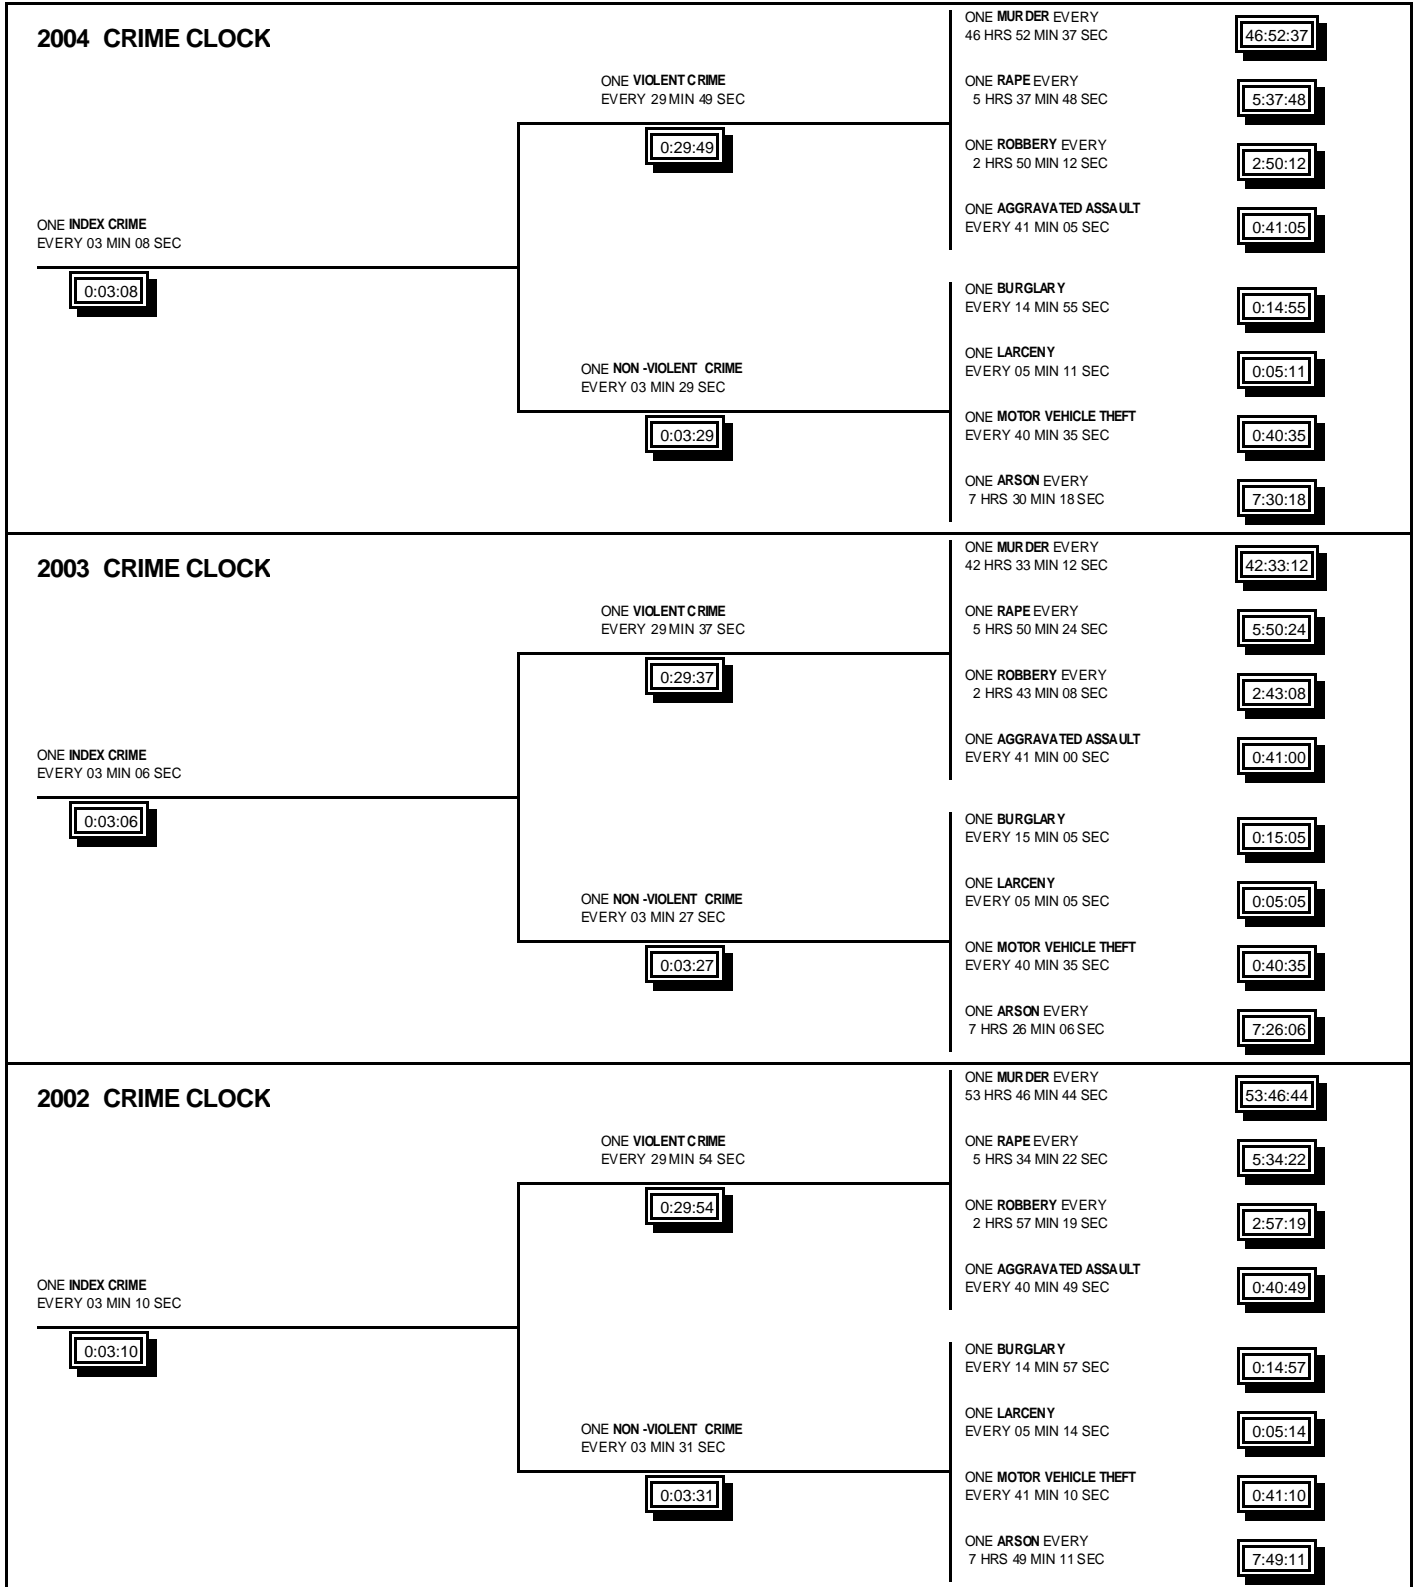 2004 CRIME CLOCK
ONE INDEX CRIME
EVERY 03 MIN 08 SEC
0:03:08
ONE VIOLENT CRIME
EVERY 29 MIN 49 SEC
0:29:49
ONE NON -VIOLENT CRIME
EVERY 03 MIN 29 SEC
0:03:29
ONE MURDER EVERY
46 HRS 52 MIN 37 SEC
46:52:37
ONE RAPE EVERY
5 HRS 37 MIN 48 SEC
5:37:48
ONE ROBBERY EVERY
2 HRS 50 MIN 12 SEC
2:50:12
ONE AGGRAVATED ASSAULT
EVERY 41 MIN 05 SEC
0:41:05
ONE BURGLARY
EVERY 14 MIN 55 SEC
0:14:55
ONE LARCENY
EVERY 05 MIN 11 SEC
0:05:11
ONE MOTOR VEHICLE THEFT
EVERY 40 MIN 35 SEC
0:40:35
ONE ARSON EVERY
7 HRS 30 MIN 18 SEC
7:30:18
2003 CRIME CLOCK
ONE INDEX CRIME
EVERY 03 MIN 06 SEC
0:03:06
ONE VIOLENT CRIME
EVERY 29 MIN 37 SEC
0:29:37
ONE NON -VIOLENT CRIME
EVERY 03 MIN 27 SEC
0:03:27
ONE MURDER EVERY
42 HRS 33 MIN 12 SEC
42:33:12
ONE RAPE EVERY
5 HRS 50 MIN 24 SEC
5:50:24
ONE ROBBERY EVERY
2 HRS 43 MIN 08 SEC
2:43:08
ONE AGGRAVATED ASSAULT
EVERY 41 MIN 00 SEC
0:41:00
ONE BURGLARY
EVERY 15 MIN 05 SEC
0:15:05
ONE LARCENY
EVERY 05 MIN 05 SEC
0:05:05
ONE MOTOR VEHICLE THEFT
EVERY 40 MIN 35 SEC
0:40:35
ONE ARSON EVERY
7 HRS 26 MIN 06 SEC
7:26:06
2002 CRIME CLOCK
ONE INDEX CRIME
EVERY 03 MIN 10 SEC
0:03:10
ONE VIOLENT CRIME
EVERY 29 MIN 54 SEC
0:29:54
ONE NON -VIOLENT CRIME
EVERY 03 MIN 31 SEC
0:03:31
ONE MURDER EVERY
53 HRS 46 MIN 44 SEC
53:46:44
ONE RAPE EVERY
5 HRS 34 MIN 22 SEC
5:34:22
ONE ROBBERY EVERY
2 HRS 57 MIN 19 SEC
2:57:19
ONE AGGRAVATED ASSAULT
EVERY 40 MIN 49 SEC
0:40:49
ONE BURGLARY
EVERY 14 MIN 57 SEC
0:14:57
ONE LARCENY
EVERY 05 MIN 14 SEC
0:05:14
ONE MOTOR VEHICLE THEFT
EVERY 41 MIN 10 SEC
0:41:10
ONE ARSON EVERY
7 HRS 49 MIN 11 SEC
7:49:11